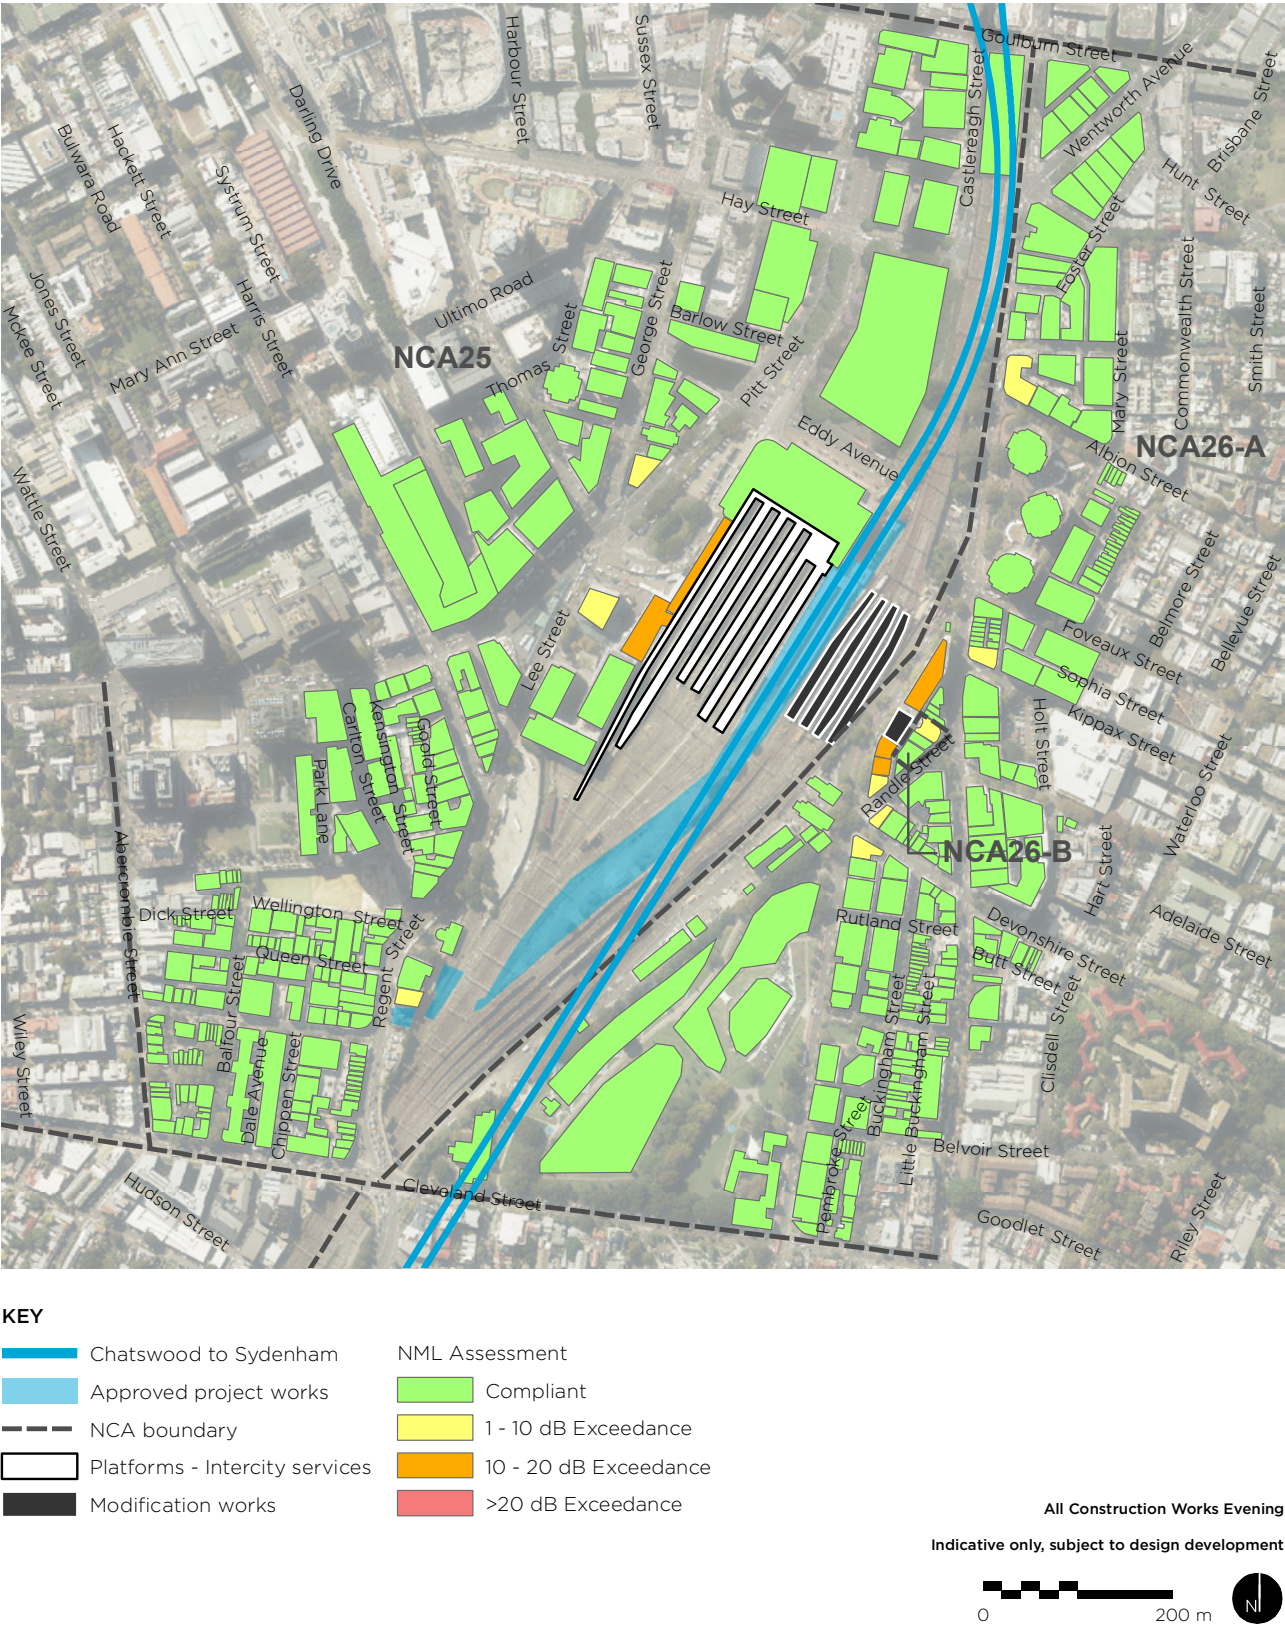 Goulburn Street
Harbour Street
Sussex Street
Castlereagh Street
Wentworth Avenue
Brisbane Street
Darling Drive
Hackett Street
Bulwara Road
Systrum Street
Hunt Street
Hay Street
Foster Street
Commonwealth Street
Smith Street
Jones Street
Mckee Street
Harris Street
Mary Ann Street
Ultimo Road
Thomas Street
George Street
Barlow Street
Pitt Street
Mary Street
NCA25
Eddy Avenue
NCA26-A
Albion Street
Wattle Street
Belmore Street
Bellevue Street
Lee Street
Foveaux Street
Sophia Street
Kippax Street
Holt Street
Kensington Street
Carlton Street
Goold Street
Park Lane
Randle Street
Waterloo Street
NCA26-B
Hart Street
Abercrombie Street
Dick Street
Wellington Street
Queen Street
Regent Street
Rutland Street
Devonshire Street
Butt Street
Adelaide Street
Balfour Street
Buckingham Street
Little Buckingham Street
Clisdell Street
Wiley Street
Dale Avenue
Chippen Street
Pembroke Street
Belvoir Street
Hudson Street
Cleveland Street
Goodlet Street
Riley Street
KEY
Chatswood to Sydenham
Approved project works
NCA boundary
Platforms - Intercity services
Modification works
NML Assessment
Compliant
1 - 10 dB Exceedance
10 - 20 dB Exceedance
>20 dB Exceedance
All Construction Works Evening
Indicative only, subject to design development
0 200 m
N